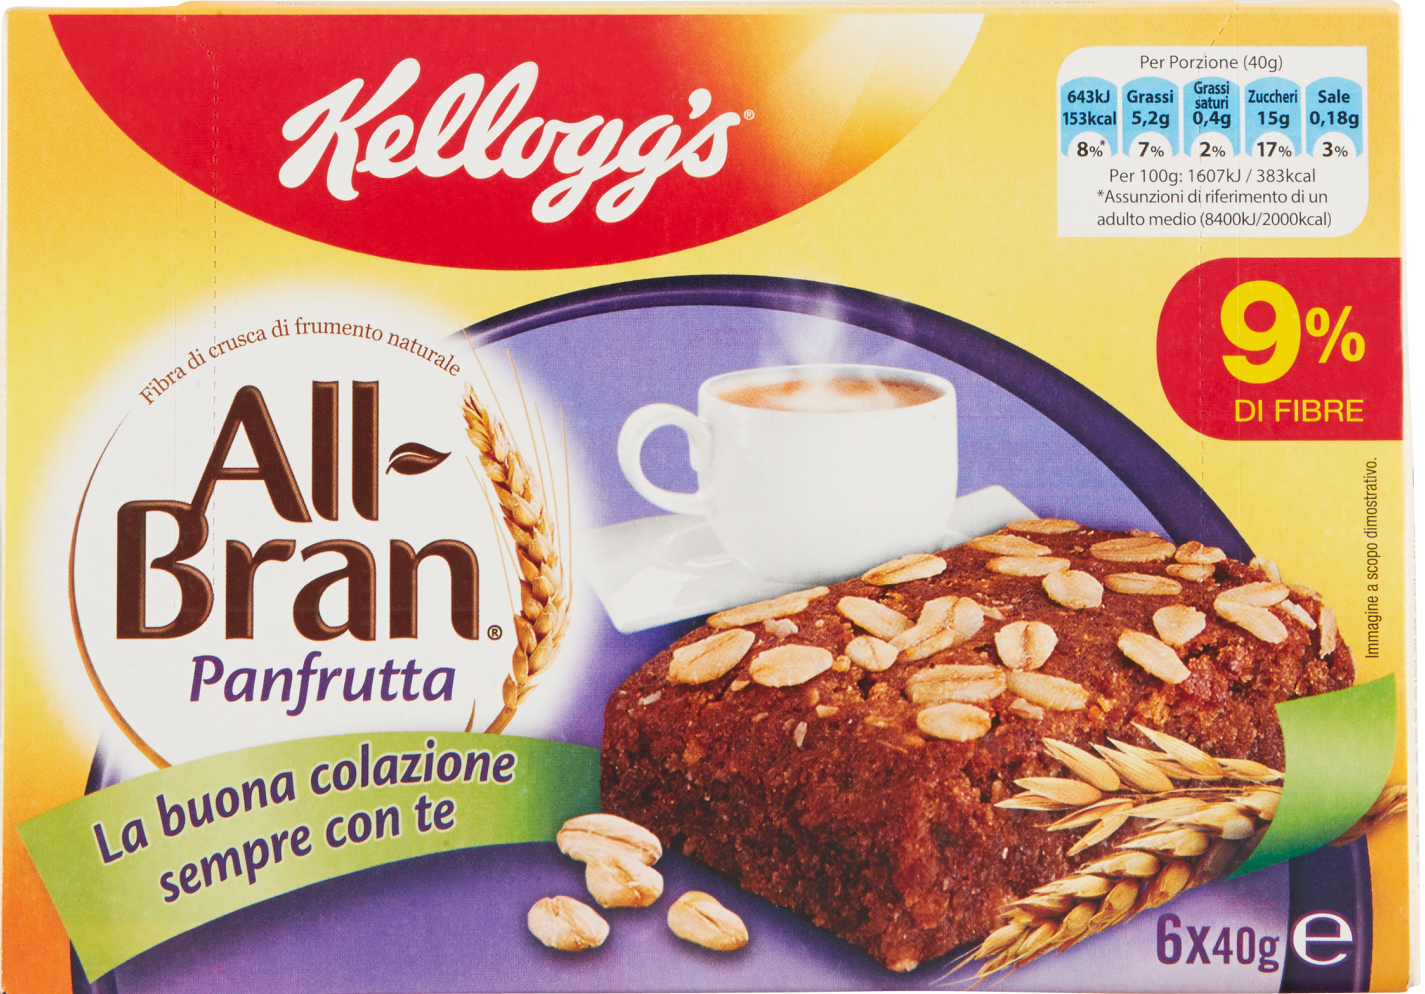 Kellogg's®
Per Porzione (40g)
643kJ
153kcal
8%*
Grassi
5,2g
7%
Grassi
saturi
0,4g
2%
Zuccheri
15g
17%
Sale
0,18g
3%
Per 100g: 1607kJ / 383kcal
*Assunzioni di riferimento di un
adulto medio (8400kJ/2000kcal)
9%
DI FIBRE
Fibra di crusca di frumento naturale
All-
Bran®
Panfrutta
La buona colazione
sempre con te
Immagine a scopo dimostrativo.
6x40g e